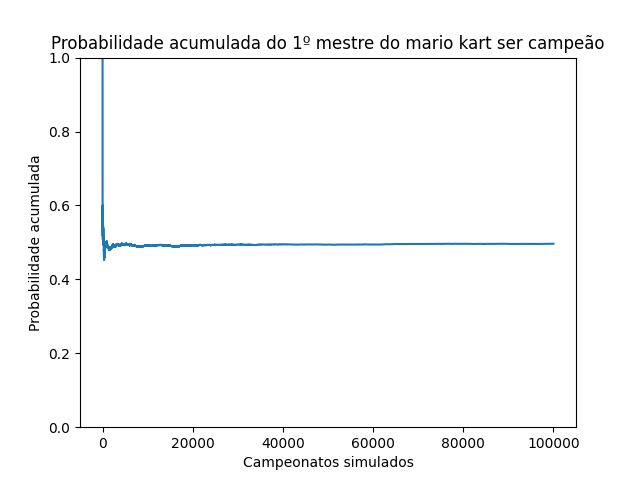 Probabilidade acumulada do 1º mestre do mario kart ser campeão
1.0
0.8
0.6
0.4
0.2
0.0
Probabilidade acumulada
0 20000 40000 60000 80000 100000
Campeonatos simulados